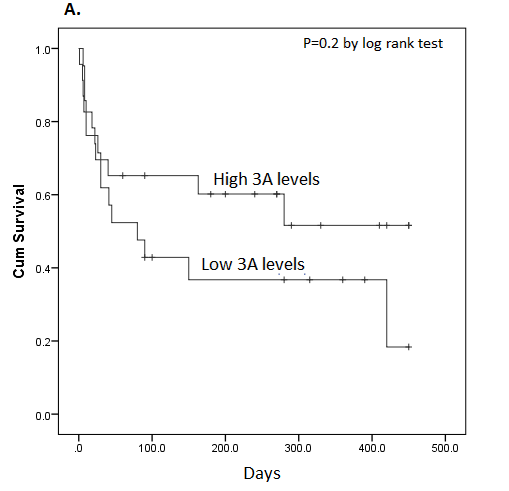 A.
P=0.2 by log rank test
1.0
0.8
High 3A levels
0.6
Cum Survival
Low 3A levels
0.4
0.2
0.0
.0 100.0 200.0 300.0 400.0 500.0
Days